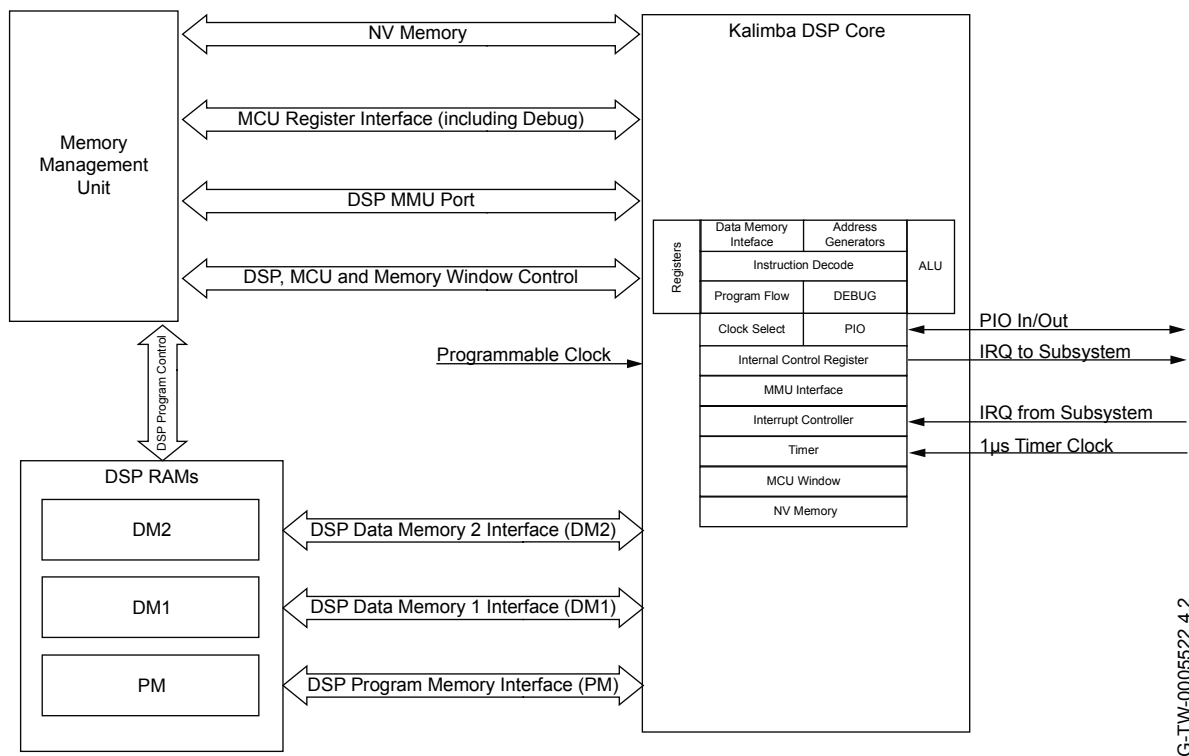 NV Memory
Kalimba DSP Core
MCU Register Interface (including Debug)
Memory
Management
Unit
DSP MMU Port
DSP, MCU and Memory Window Control
Registers
Data Memory
Inteface
Address
Generators
Instruction Decode
ALU
Program Flow
DEBUG
Clock Select
PIO
PIO In/Out
Programmable Clock
Internal Control Register
IRQ to Subsystem
MMU Interface
Interrupt Controller
IRQ from Subsystem
Timer
1µs Timer Clock
MCU Window
NV Memory
DSP Program Control
DSP RAMs
DM2
DSP Data Memory 2 Interface (DM2)
DM1
DSP Data Memory 1 Interface (DM1)
PM
DSP Program Memory Interface (PM)
G-TW-0005522.4.2